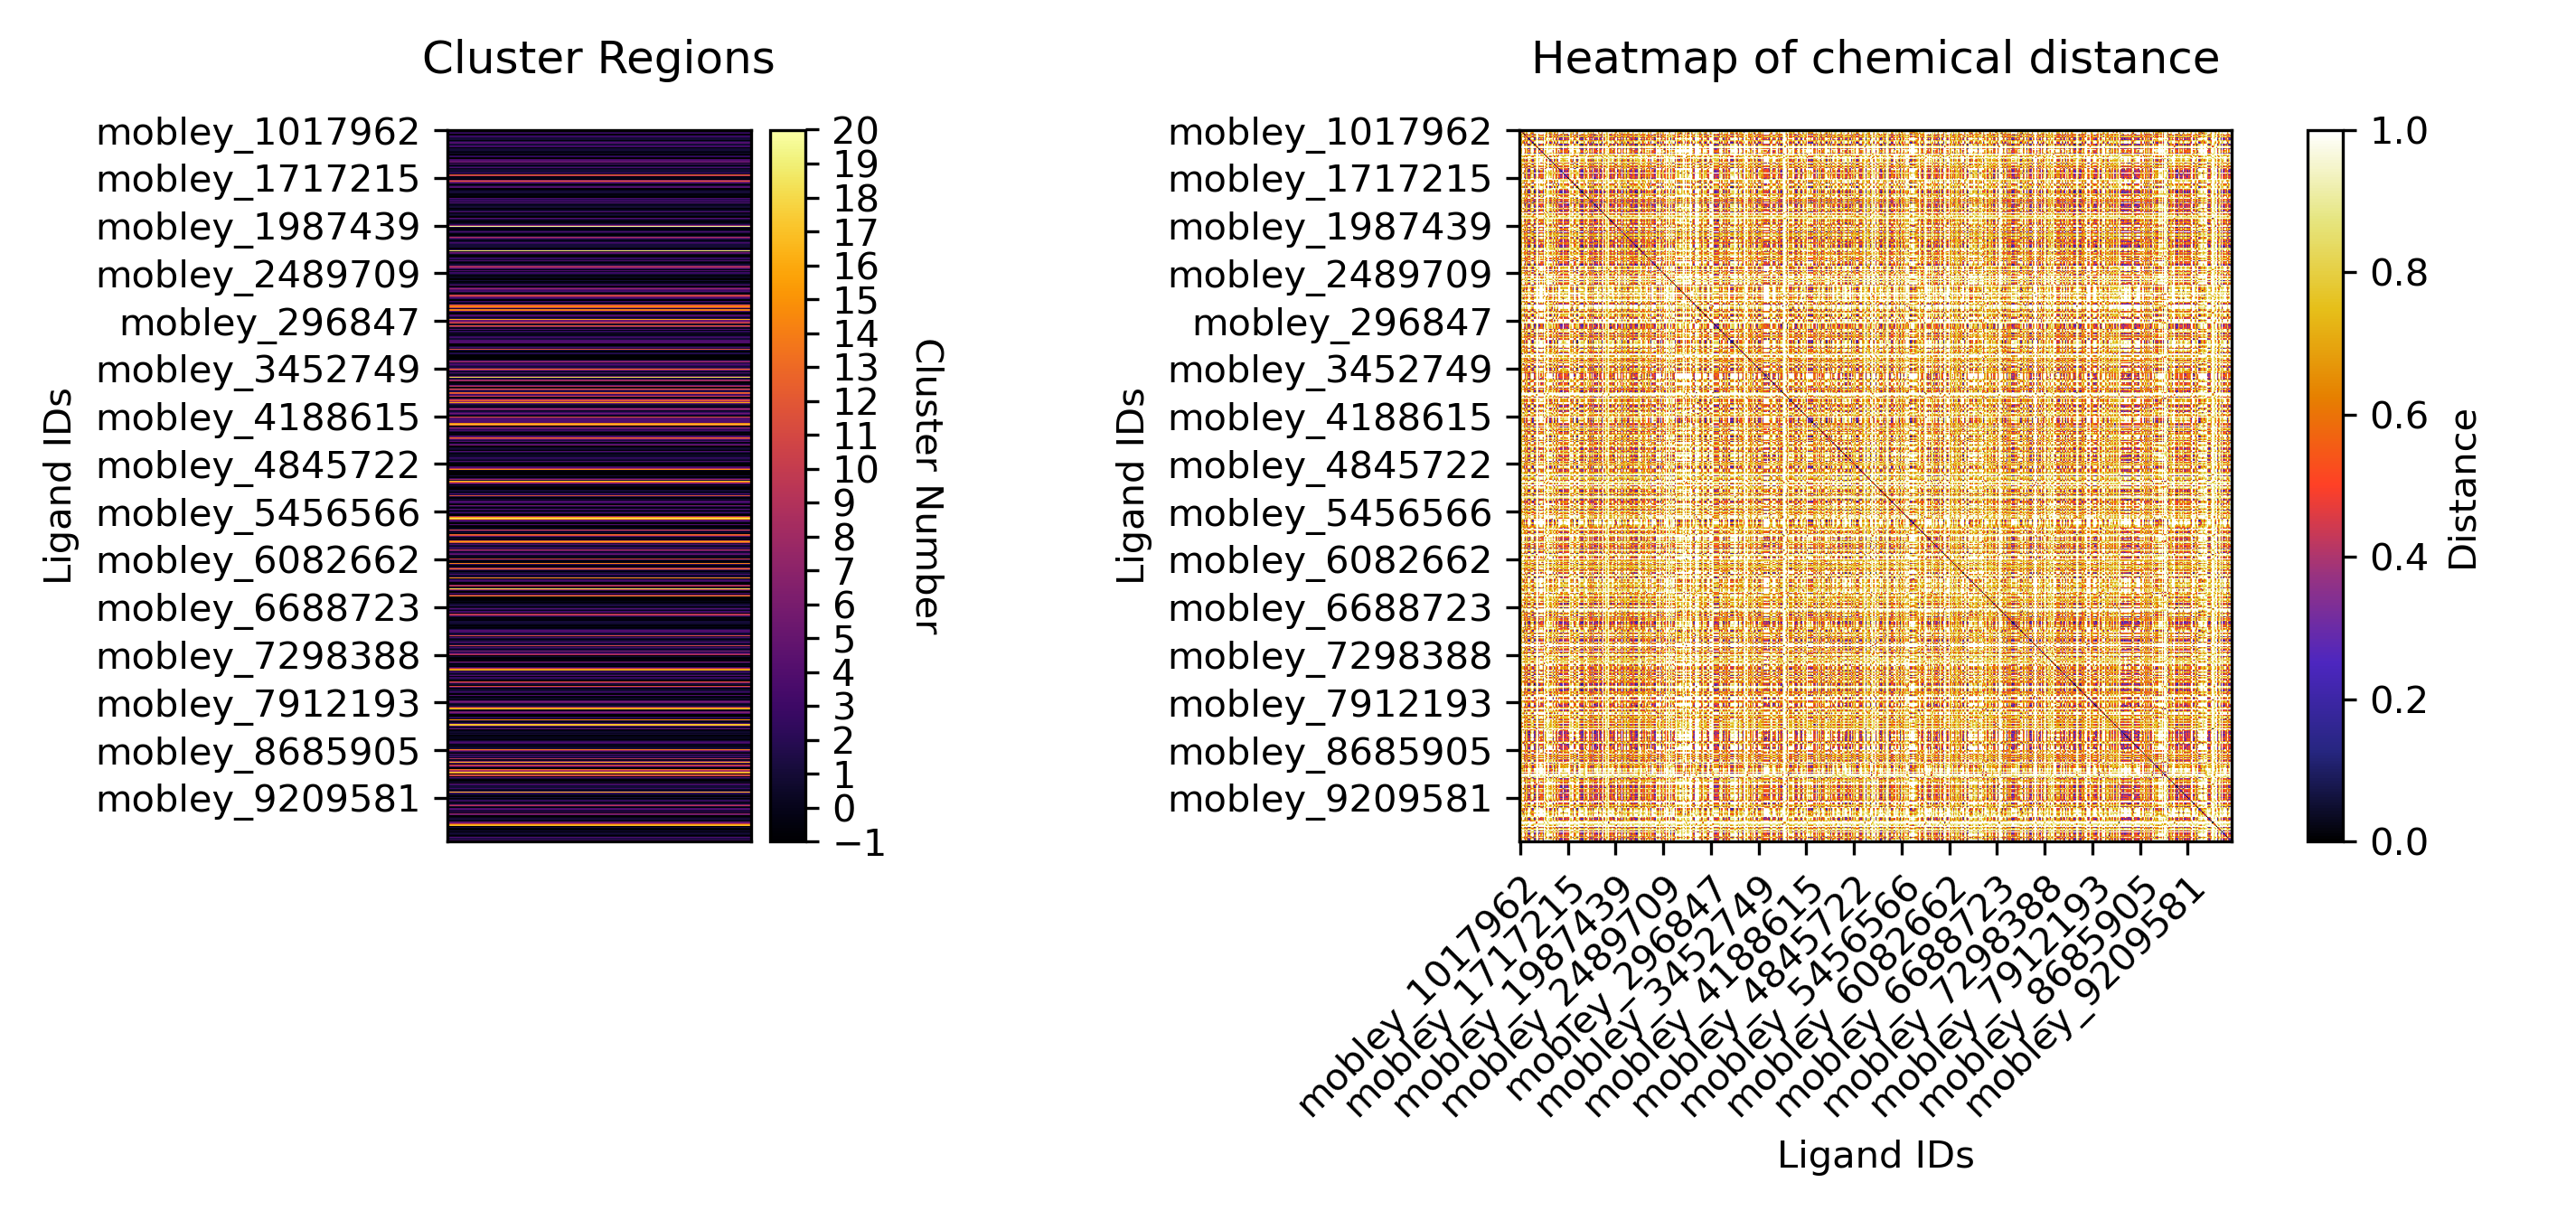 Cluster Regions
mobley_1017962
mobley_1717215
mobley_1987439
mobley_2489709
mobley_296847
mobley_3452749
mobley_4188615
mobley_4845722
mobley_5456566
mobley_6082662
mobley_6688723
mobley_7298388
mobley_7912193
mobley_8685905
mobley_9209581
Ligand IDs
20
19
18
17
16
15
14
13
12
11
10
9
8
7
6
5
4
3
2
1
0
−1
Cluster Number
Heatmap of chemical distance
mobley_1017962
mobley_1717215
mobley_1987439
mobley_2489709
mobley_296847
mobley_3452749
mobley_4188615
mobley_4845722
mobley_5456566
mobley_6082662
mobley_6688723
mobley_7298388
mobley_7912193
mobley_8685905
mobley_9209581
Ligand IDs
mobley_1017962
mobley_1717215
mobley_1987439
mobley_2489709
mobley_296847
mobley_3452749
mobley_4188615
mobley_4845722
mobley_5456566
mobley_6082662
mobley_6688723
mobley_7298388
mobley_7912193
mobley_8685905
mobley_9209581
Ligand IDs
1.0
0.8
0.6
0.4
0.2
0.0
Distance